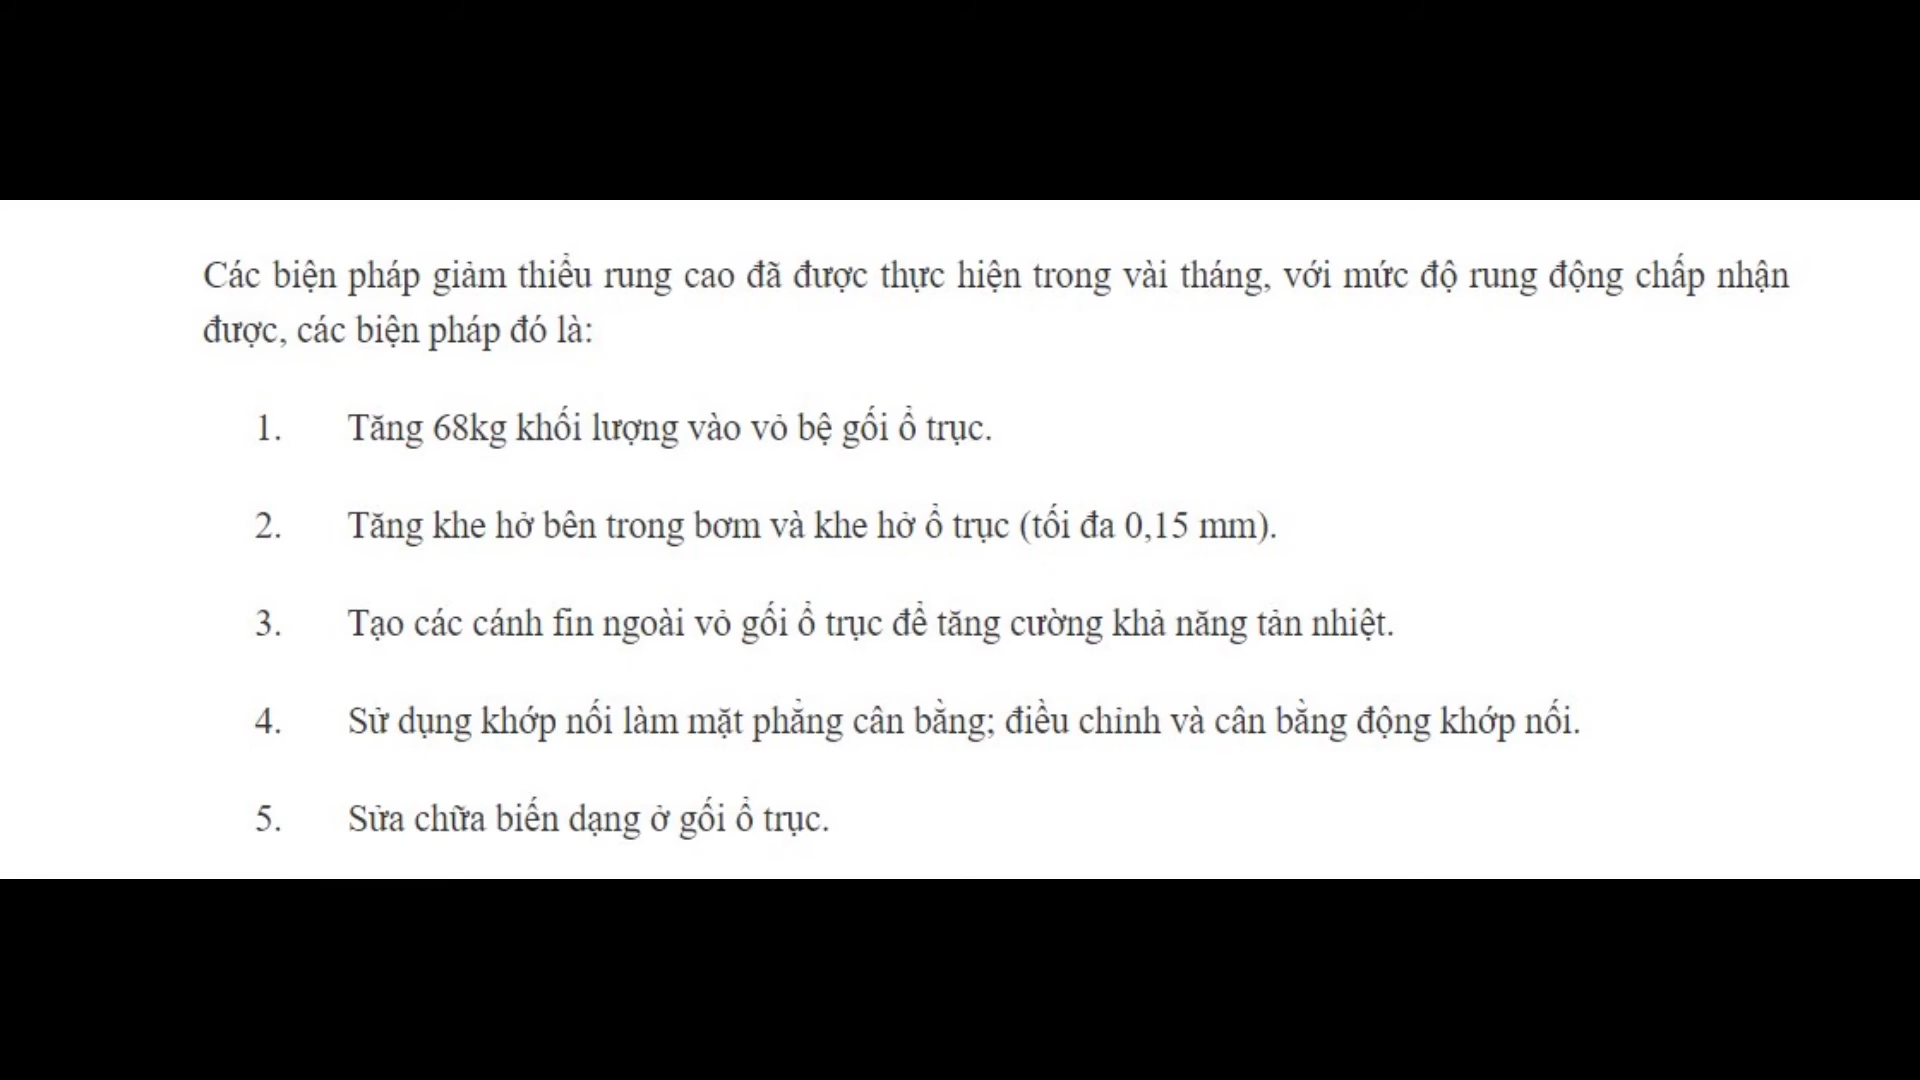 Các biện pháp giảm thiểu rung cao đã được thực hiện trong vài tháng, với mức độ rung động chấp nhận
được, các biện pháp đó là:
1. Tăng 68kg khối lượng vào vỏ bệ gối ổ trục.
2. Tăng khe hở bên trong bơm và khe hở ổ trục (tối đa 0,15 mm).
3. Tạo các cánh fin ngoài vỏ gối ổ trục để tăng cường khả năng tản nhiệt.
4. Sử dụng khớp nối làm mặt phẳng cân bằng; điều chỉnh và cân bằng động khớp nối.
5. Sửa chữa biến dạng ở gối ổ trục.